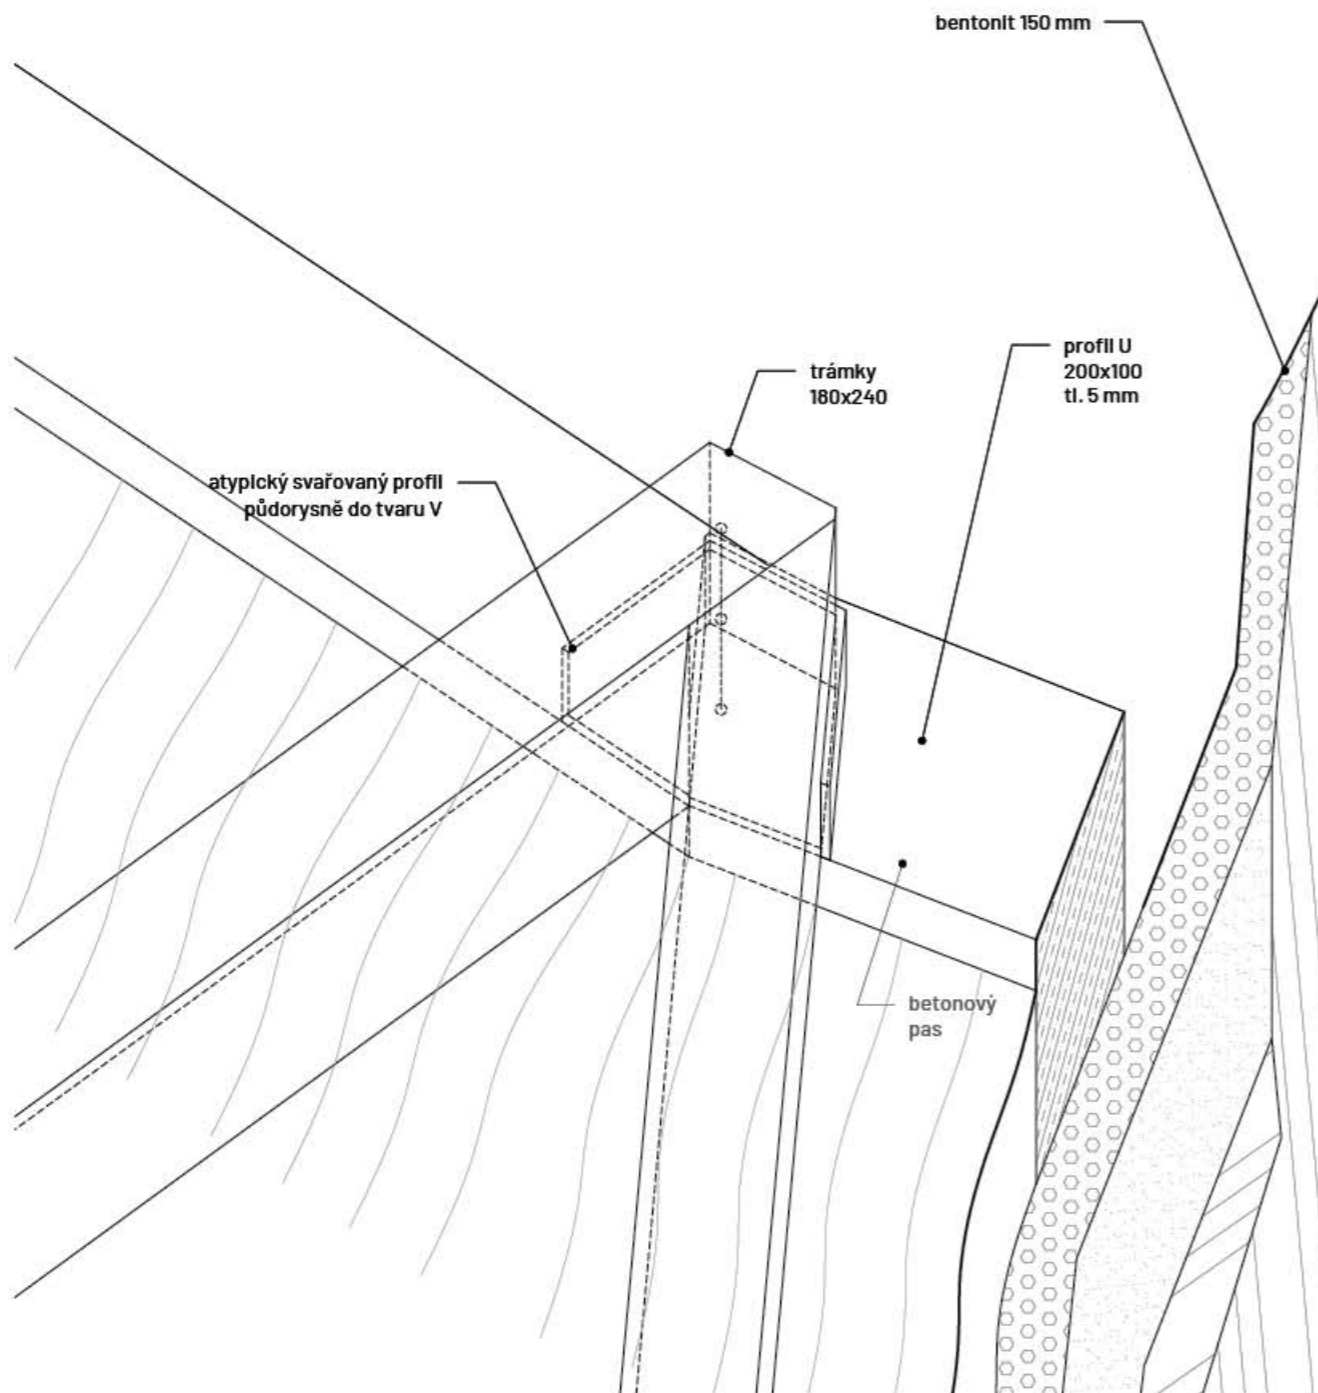 bentonit 150 mm
profil U
200x100
tl. 5 mm
trámky
180x240
atypický svařovaný profil
půdorysně do tvaru V
betonový
pas